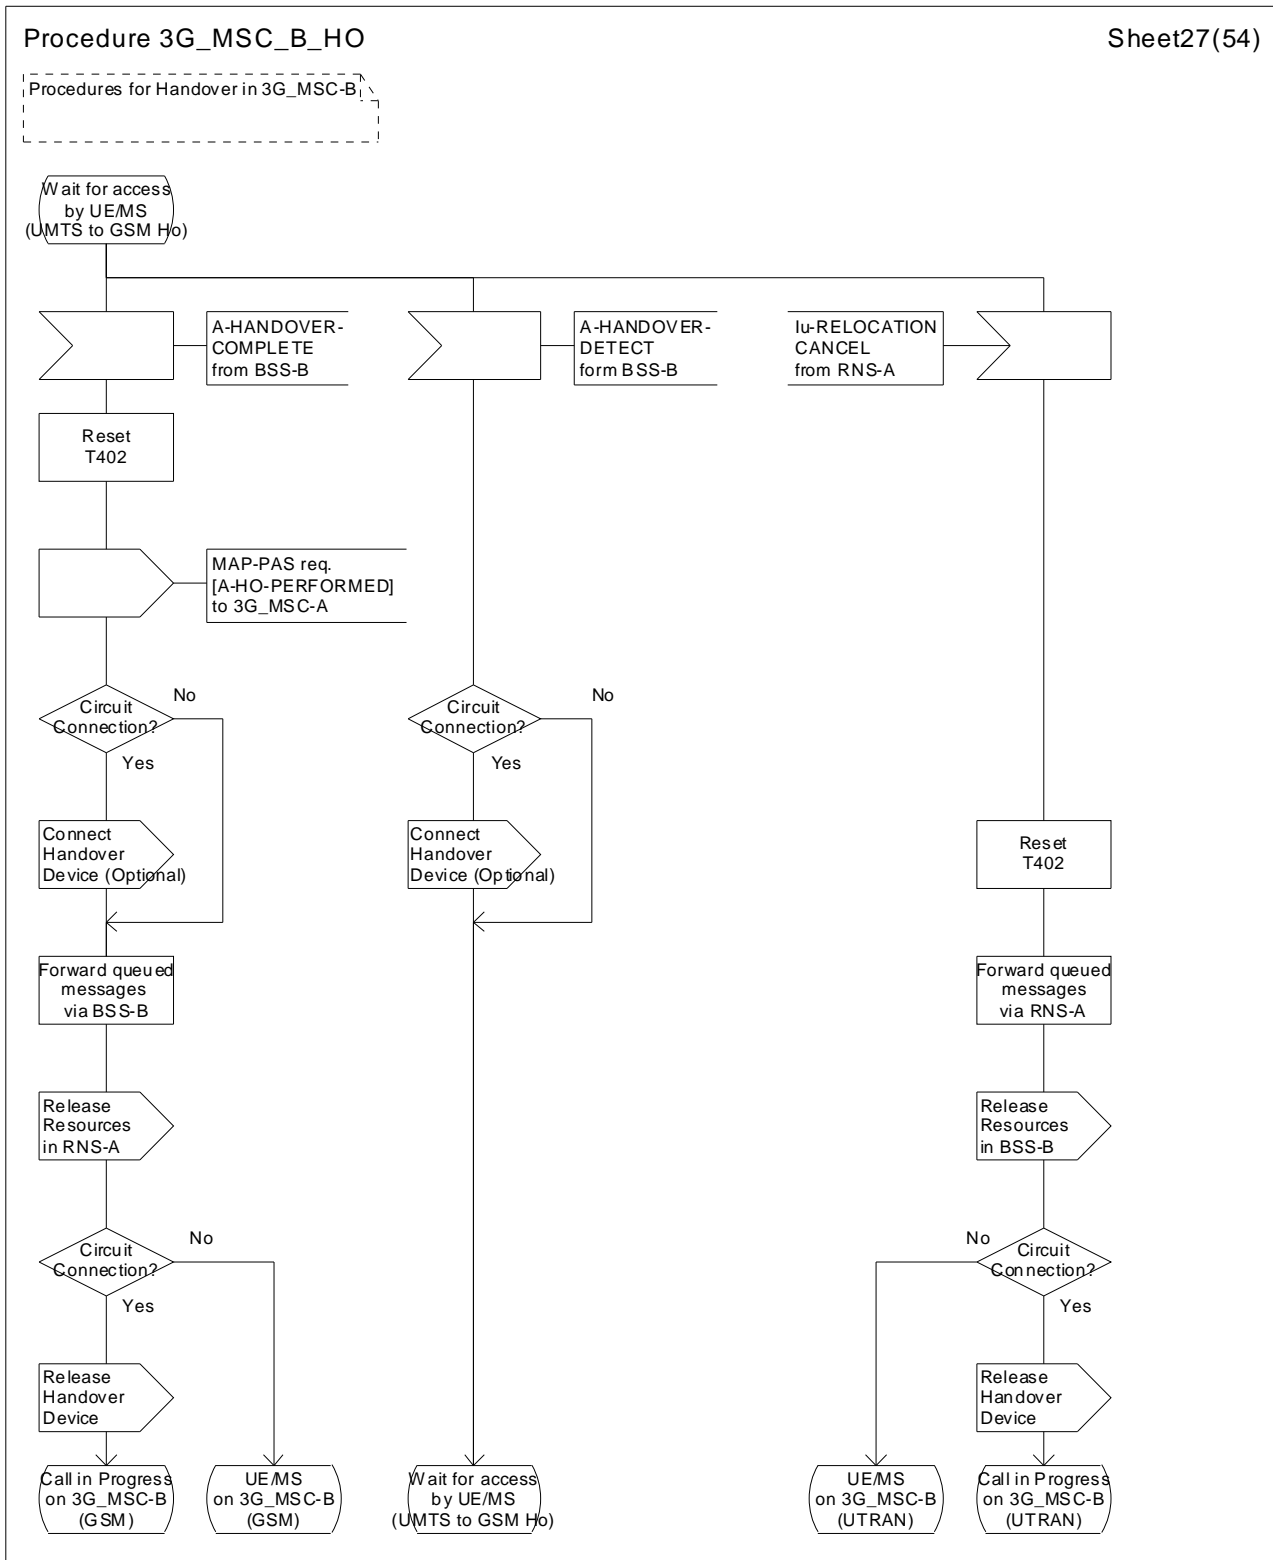 Procedure 3G_MSC_B_HO
Sheet27(54)
Procedures for Handover in 3G_MSC-B
Wait for access
by UE/MS
(UMTS to GSM Ho)
A-HANDOVER-
COMPLETE
from BSS-B
A-HANDOVER-
DETECT
form BSS-B
Iu-RELOCATION
CANCEL
from RNS-A
Reset
T402
MAP-PAS req.
[A-HO-PERFORMED]
to 3G_MSC-A
Circuit
Connection?
No
Yes
Circuit
Connection?
No
Yes
Connect
Handover
Device (Optional)
Connect
Handover
Device (Optional)
Reset
T402
Forward queued
messages
via BSS-B
Forward queued
messages
via RNS-A
Release
Resources
in RNS-A
Release
Resources
in BSS-B
Circuit
Connection?
No
Yes
No
Circuit
Connection?
Yes
Release
Handover
Device
Release
Handover
Device
Call in Progress
on 3G_MSC-B
(GSM)
UE/MS
on 3G_MSC-B
(GSM)
Wait for access
by UE/MS
(UMTS to GSM Ho)
UE/MS
on 3G_MSC-B
(UTRAN)
Call in Progress
on 3G_MSC-B
(UTRAN)